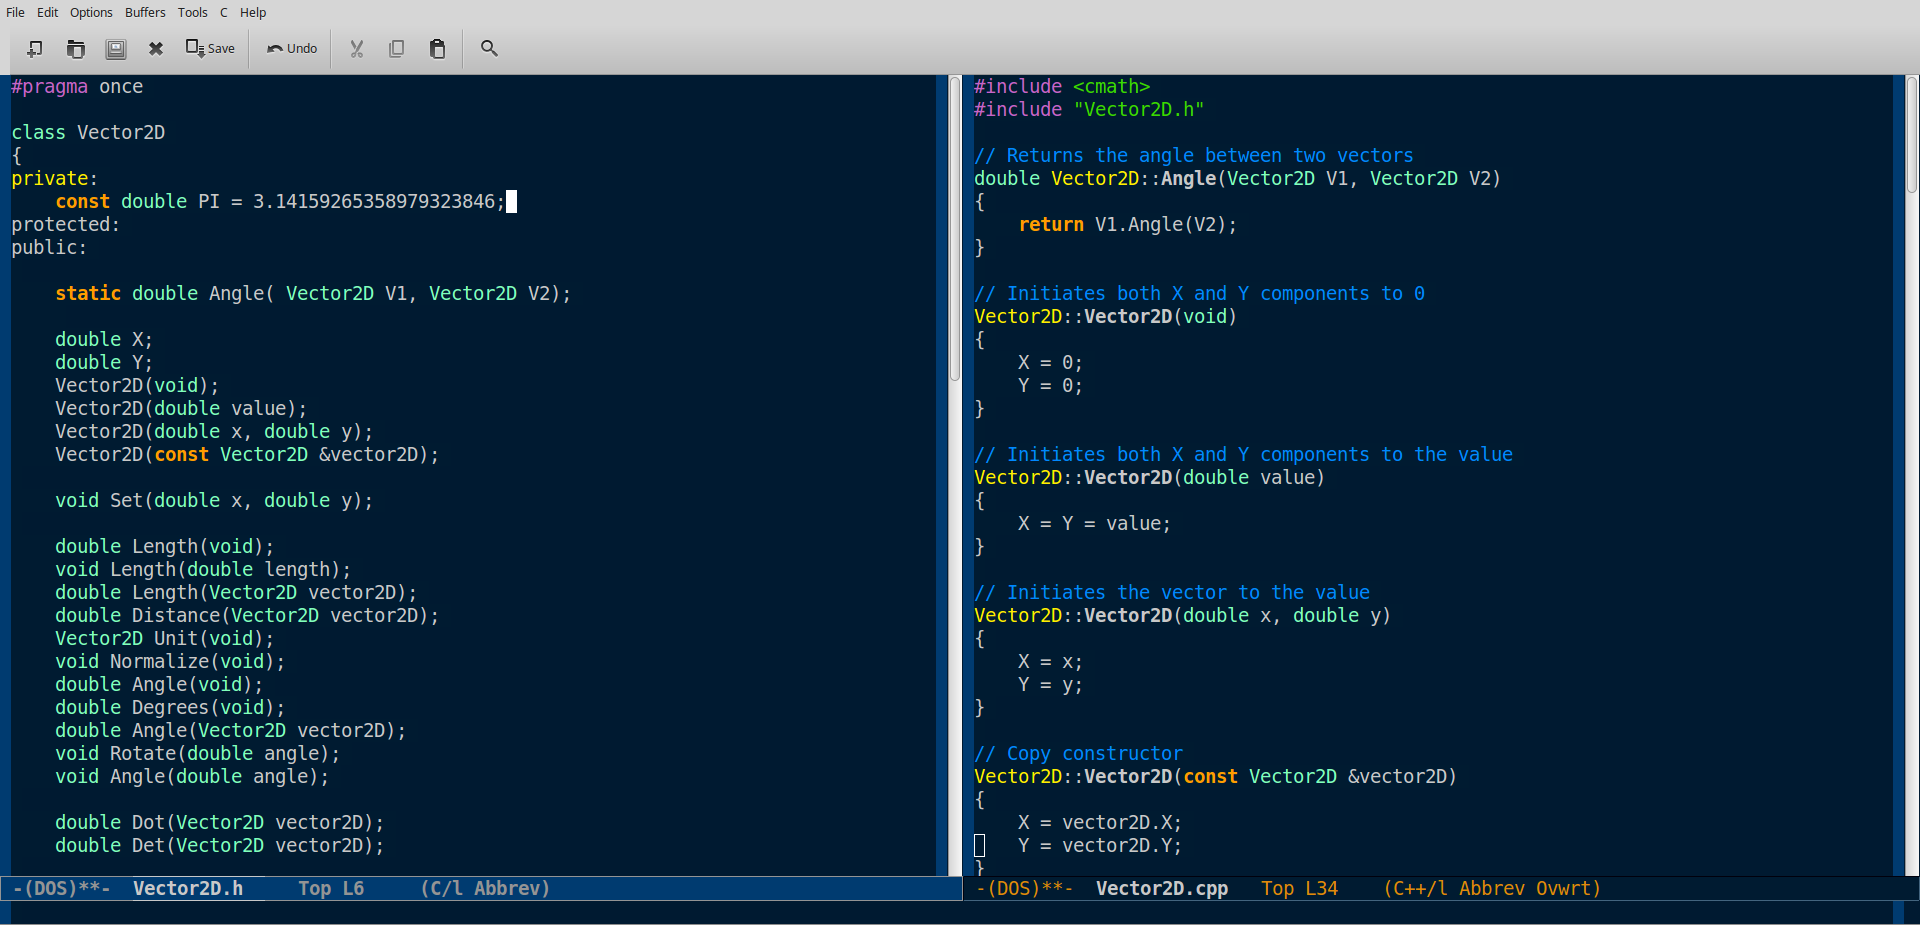 File Edit Options Buffers Tools C Help
Save Undo
#pragma once
class Vector2D
{
private:
    const double PI = 3.14159265358979323846;
protected:
public:
    static double Angle( Vector2D V1, Vector2D V2);
    double X;
    double Y;
    Vector2D(void);
    Vector2D(double value);
    Vector2D(double x, double y);
    Vector2D(const Vector2D &vector2D);
    void Set(double x, double y);
    double Length(void);
    void Length(double length);
    double Length(Vector2D vector2D);
    double Distance(Vector2D vector2D);
    Vector2D Unit(void);
    void Normalize(void);
    double Angle(void);
    double Degrees(void);
    double Angle(Vector2D vector2D);
    void Rotate(double angle);
    void Angle(double angle);
    double Dot(Vector2D vector2D);
    double Det(Vector2D vector2D);
-(DOS)**-  Vector2D.h     Top L6     (C/l Abbrev)
#include <cmath>
#include "Vector2D.h"
// Returns the angle between two vectors
double Vector2D::Angle(Vector2D V1, Vector2D V2)
{
    return V1.Angle(V2);
}
// Initiates both X and Y components to 0
Vector2D::Vector2D(void)
{
    X = 0;
    Y = 0;
}
// Initiates both X and Y components to the value
Vector2D::Vector2D(double value)
{
    X = Y = value;
}
// Initiates the vector to the value
Vector2D::Vector2D(double x, double y)
{
    X = x;
    Y = y;
}
// Copy constructor
Vector2D::Vector2D(const Vector2D &vector2D)
{
    X = vector2D.X;
    Y = vector2D.Y;
}
-(DOS)**-  Vector2D.cpp   Top L34    (C++/l Abbrev Ovwrt)